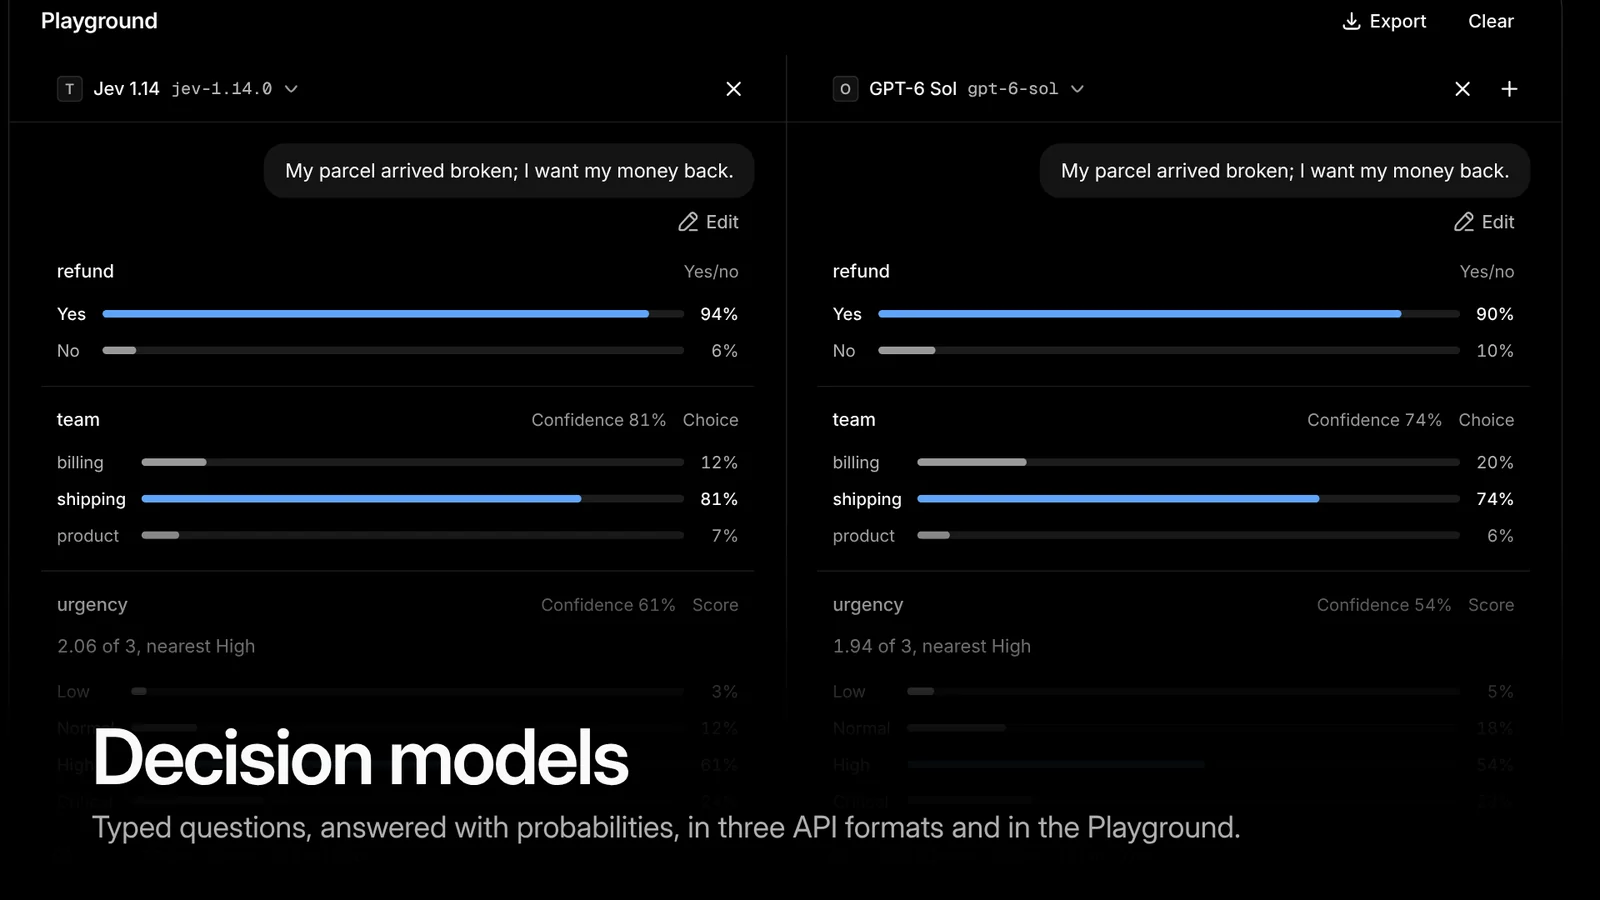 Playground
Export
Clear
T Jev 1.14 jev-1.14.0
My parcel arrived broken; I want my money back.
Edit
refund Yes/no
Yes 94%
No 6%
team Confidence 81% Choice
billing 12%
shipping 81%
product 7%
urgency Confidence 61% Score
2.06 of 3, nearest High
Low 3%
Normal 12%
High 61%
O GPT-6 Sol gpt-6-sol
My parcel arrived broken; I want my money back.
Edit
refund Yes/no
Yes 90%
No 10%
team Confidence 74% Choice
billing 20%
shipping 74%
product 6%
urgency Confidence 54% Score
1.94 of 3, nearest High
Low 5%
Normal 18%
High 54%
Decision models
Typed questions, answered with probabilities, in three API formats and in the Playground.